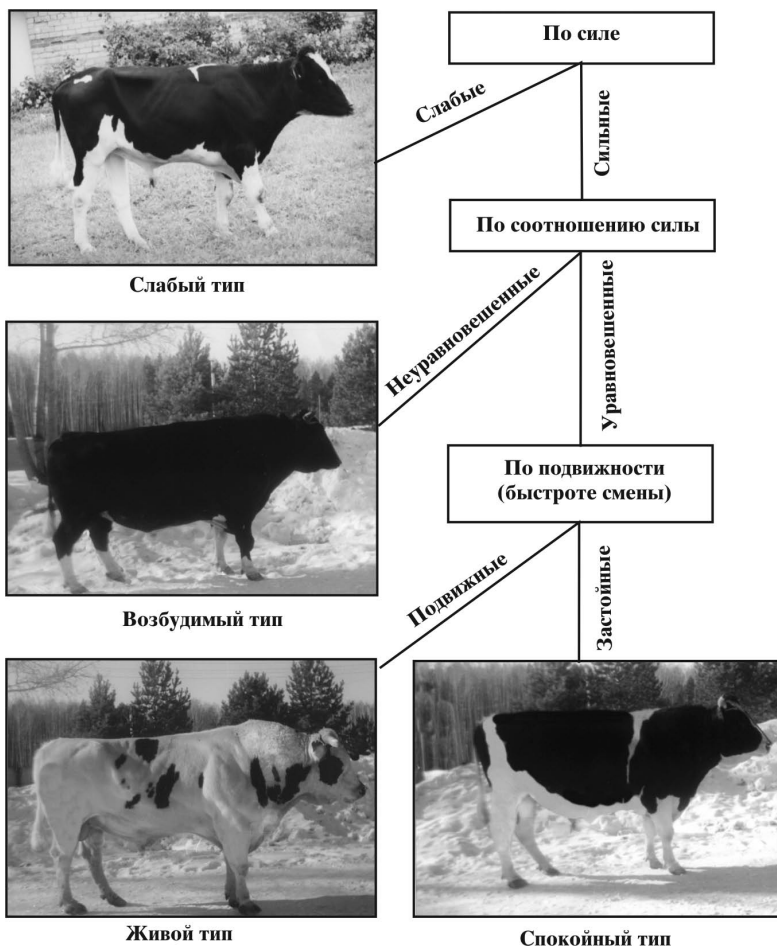 По силе
Слабые
Сильные
По соотношению силы
Слабый тип
Неуравновешенные
Уравновешенные
По подвижности
(быстроте смены)
Возбудимый тип
Подвижные
Застойные
Живой тип
Спокойный тип